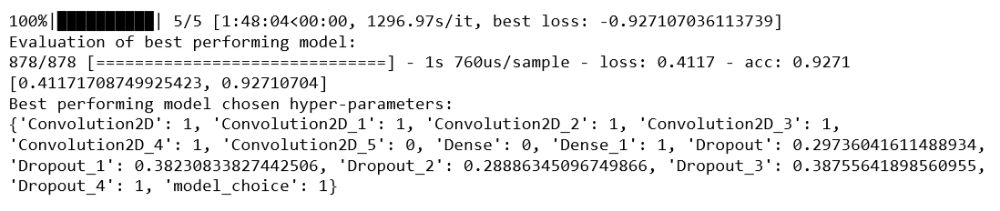 100%|██████████| 5/5 [1:48:04<00:00, 1296.97s/it, best loss: -0.927107036113739]
Evaluation of best performing model:
878/878 [==============================] - 1s 760us/sample - loss: 0.4117 - acc: 0.9271
[0.41171708749925423, 0.92710704]
Best performing model chosen hyper-parameters:
{'Convolution2D': 1, 'Convolution2D_1': 1, 'Convolution2D_2': 1, 'Convolution2D_3': 1,
'Convolution2D_4': 1, 'Convolution2D_5': 0, 'Dense': 0, 'Dense_1': 1, 'Dropout': 0.29736041611488934,
'Dropout_1': 0.38230833827442506, 'Dropout_2': 0.28886345096749866, 'Dropout_3': 0.38755641898560955,
'Dropout_4': 1, 'model_choice': 1}